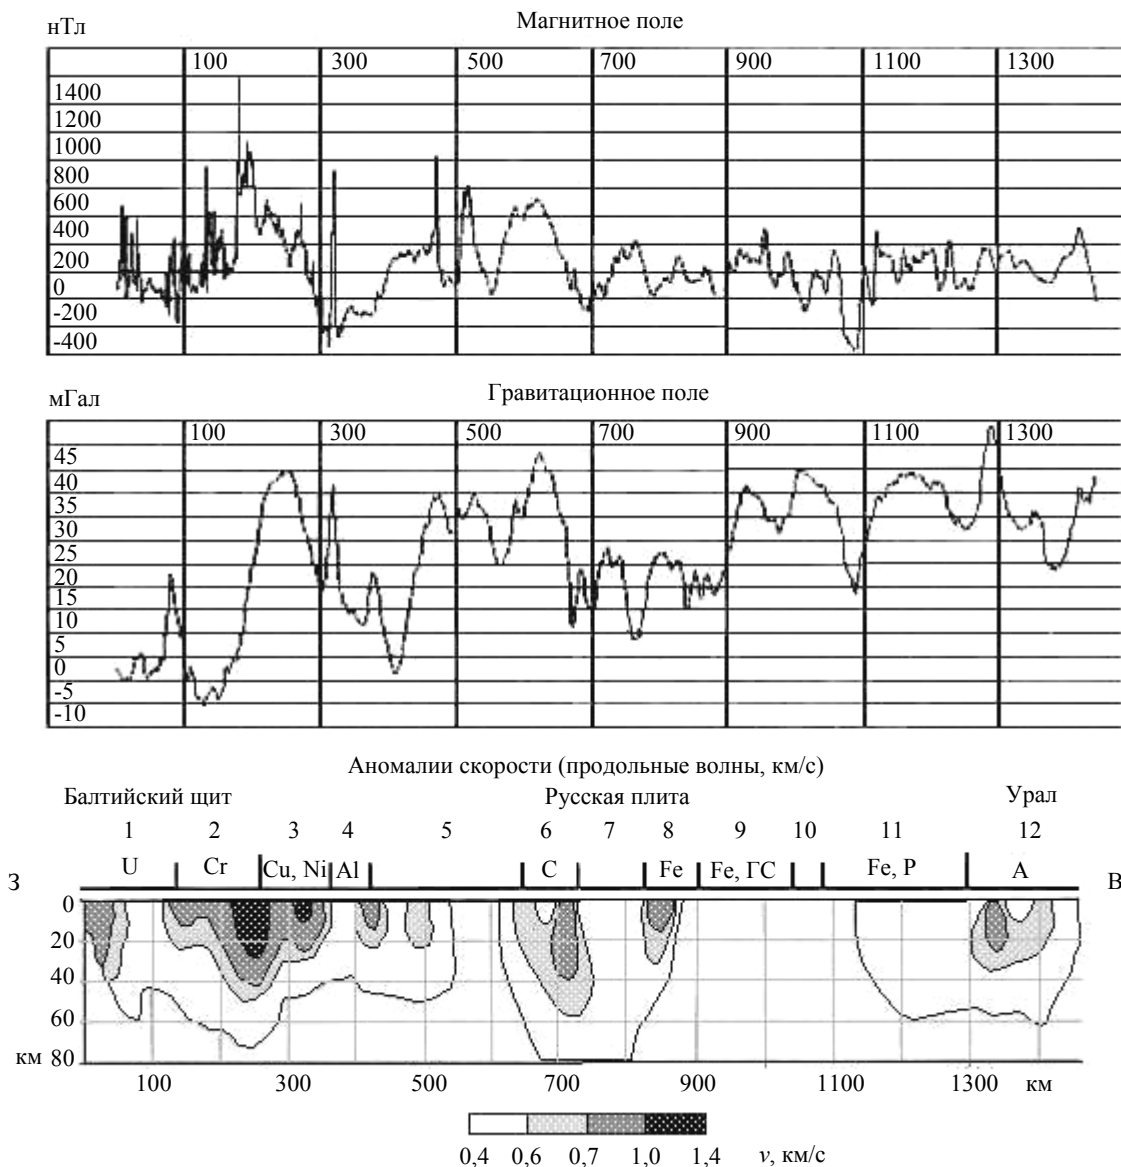 нТл
Магнитное поле
100 300 500 700 900 1100 1300
1400
1200
1000
800
600
400
200
0
-200
-400
мГал
Гравитационное поле
100 300 500 700 900 1100 1300
45
40
35
30
25
20
15
10
5
0
-5
-10
Аномалии скорости (продольные волны, км/с)
Балтийский щит Русская плита Урал
1 2 3 4 5 6 7 8 9 10 11 12
U Cr Cu, Ni Al C Fe Fe, ГС Fe, P А
З В
0
20
40
60
км 80
100 300 500 700 900 1100 1300 км
0,4 0,6 0,7 1,0 1,4 v, км/с